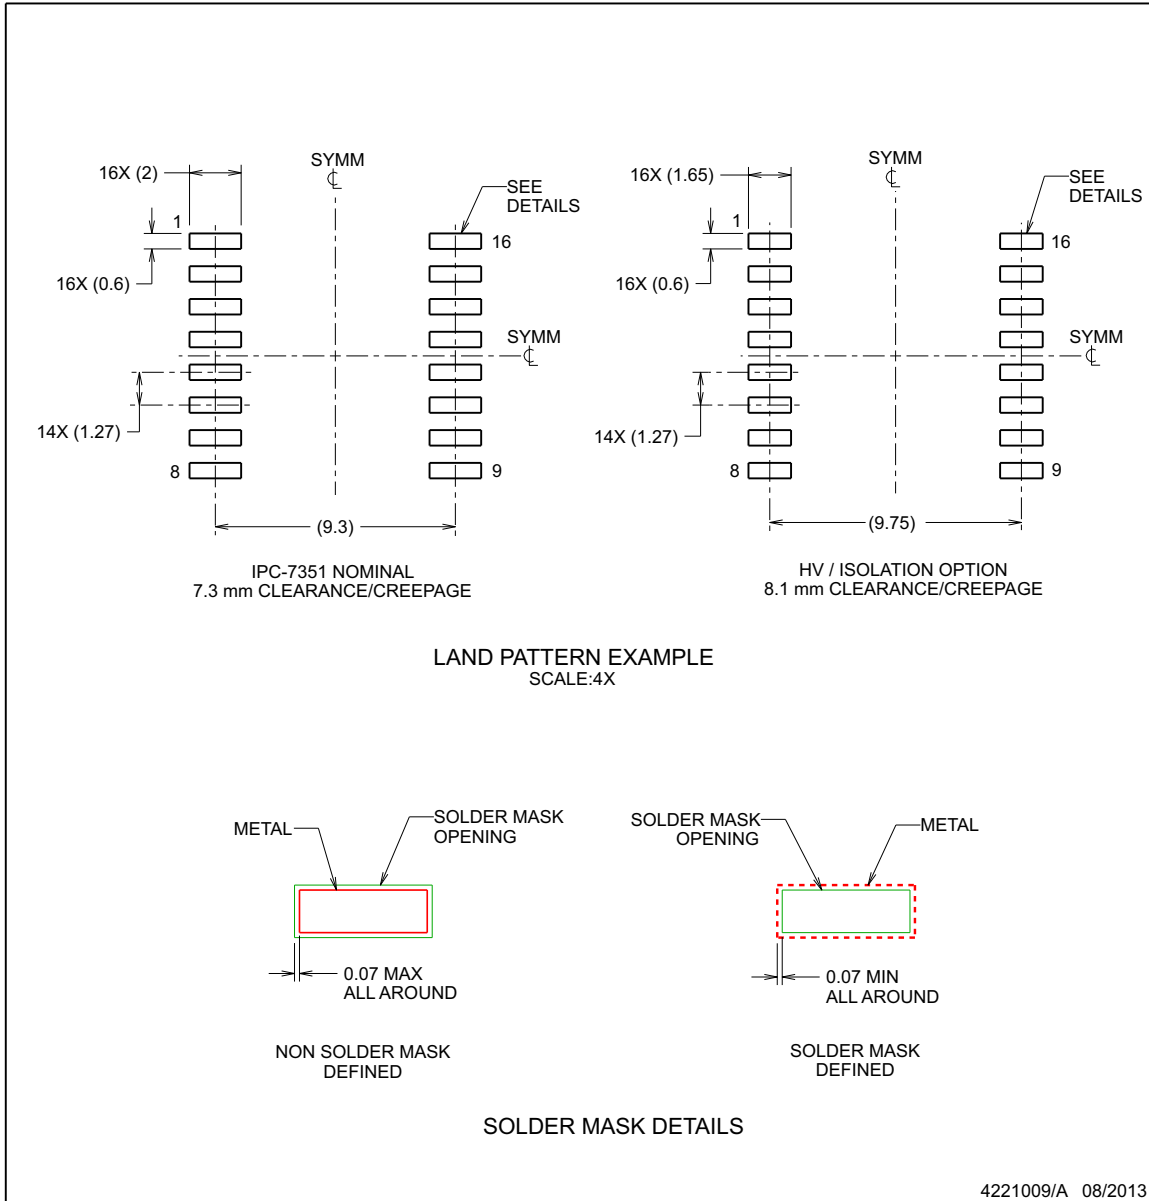 16X (2)
SYMM
SEE
DETAILS
1
16
16X (0.6)
SYMM
14X (1.27)
8
9
(9.3)
IPC-7351 NOMINAL
7.3 mm CLEARANCE/CREEPAGE
16X (1.65)
SYMM
SEE
DETAILS
1
16
16X (0.6)
SYMM
14X (1.27)
8
9
(9.75)
HV / ISOLATION OPTION
8.1 mm CLEARANCE/CREEPAGE
LAND PATTERN EXAMPLE
SCALE:4X
METAL
SOLDER MASK
OPENING
0.07 MAX
ALL AROUND
NON SOLDER MASK
DEFINED
SOLDER MASK
OPENING
METAL
0.07 MIN
ALL AROUND
SOLDER MASK
DEFINED
SOLDER MASK DETAILS
4221009/A 08/2013